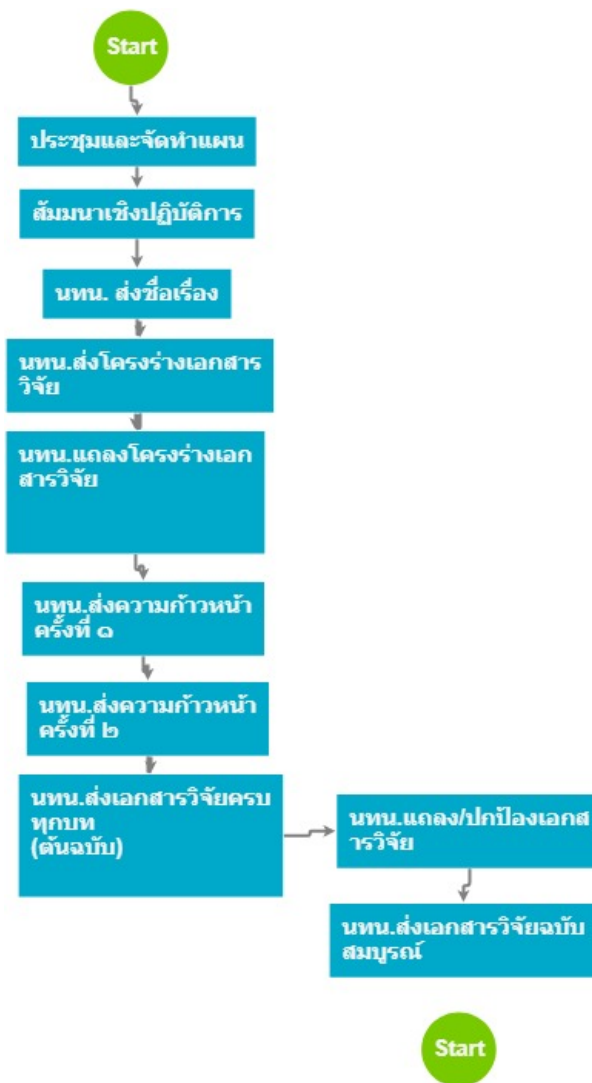 Start
ประชุมและจัดทำแผน
สัมมนาเชิงปฏิบัติการ
นทน. ส่งชื่อเรื่อง
นทน.ส่งโครงร่างเอกสาร
วิจัย
นทน.แถลงโครงร่างเอก
สารวิจัย
นทน.ส่งความก้าวหน้า
ครั้งที่ ๑
นทน.ส่งความก้าวหน้า
ครั้งที่ ๒
นทน.ส่งเอกสารวิจัยครบ
ทุกบท
(ต้นฉบับ)
นทน.แถลง/ปกป้องเอกส
ารวิจัย
นทน.ส่งเอกสารวิจัยฉบับ
สมบูรณ์
Start